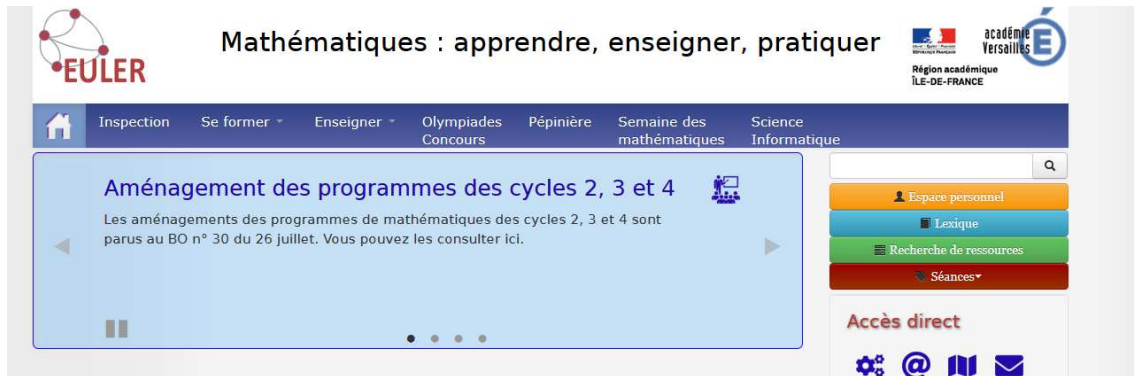 EULER
Mathématiques : apprendre, enseigner, pratiquer
académie
Versailles
Région académique
ÎLE-DE-FRANCE
Inspection
Se former
Enseigner
Olympiades
Concours
Pépinière
Semaine des
mathématiques
Science
Informatique
Aménagement des programmes des cycles 2, 3 et 4
Les aménagements des programmes de mathématiques des cycles 2, 3 et 4 sont
parus au BO n° 30 du 26 juillet. Vous pouvez les consulter ici.
Espace personnel
Lexique
Recherche de ressources
Séances
Accès direct